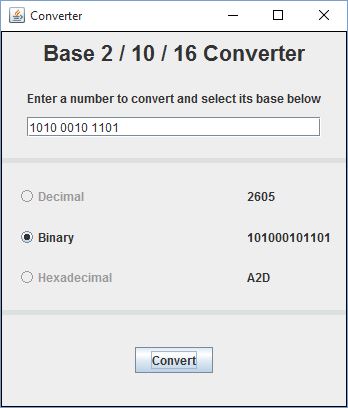 Converter
Base 2 / 10 / 16 Converter
Enter a number to convert and select its base below
1010 0010 1101
Decimal 2605
Binary 101000101101
Hexadecimal A2D
Convert